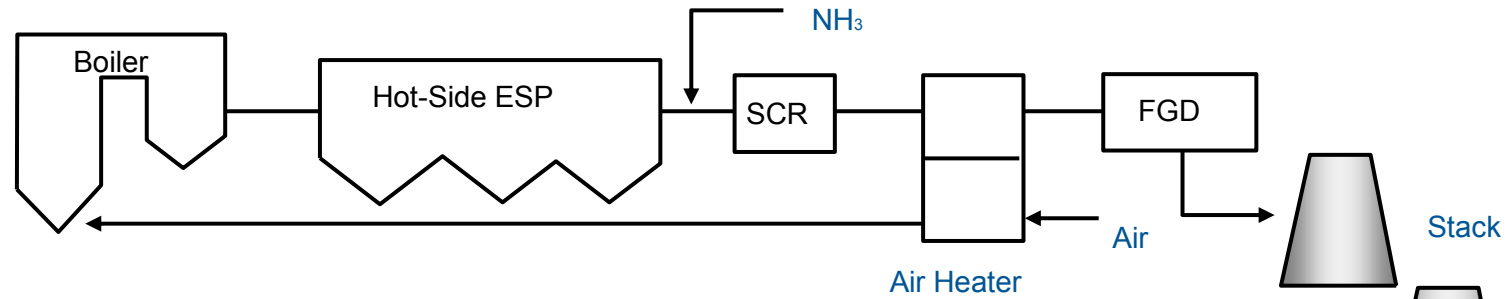 NH₃
Boiler
Hot-Side ESP
SCR
FGD
Air
Stack
Air Heater